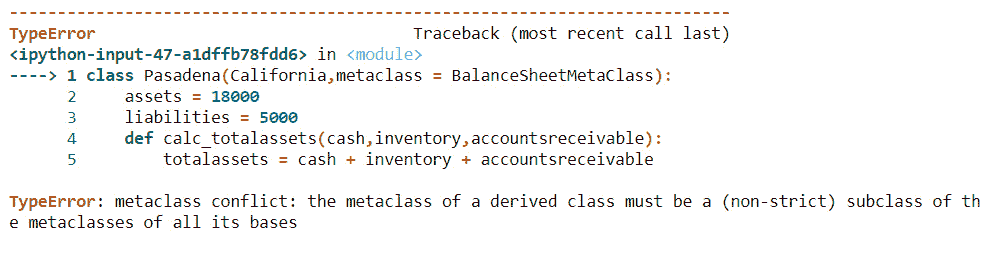 ---------------------------------------------------------------------------
TypeError                                 Traceback (most recent call last)
<ipython-input-47-a1dffb78fdd6> in <module>
----> 1 class Pasadena(California,metaclass = BalanceSheetMetaClass):
      2     assets = 18000
      3     liabilities = 5000
      4     def calc_totalassets(cash,inventory,accountsreceivable):
      5         totalassets = cash + inventory + accountsreceivable

TypeError: metaclass conflict: the metaclass of a derived class must be a (non-strict) subclass of th
e metaclasses of all its bases